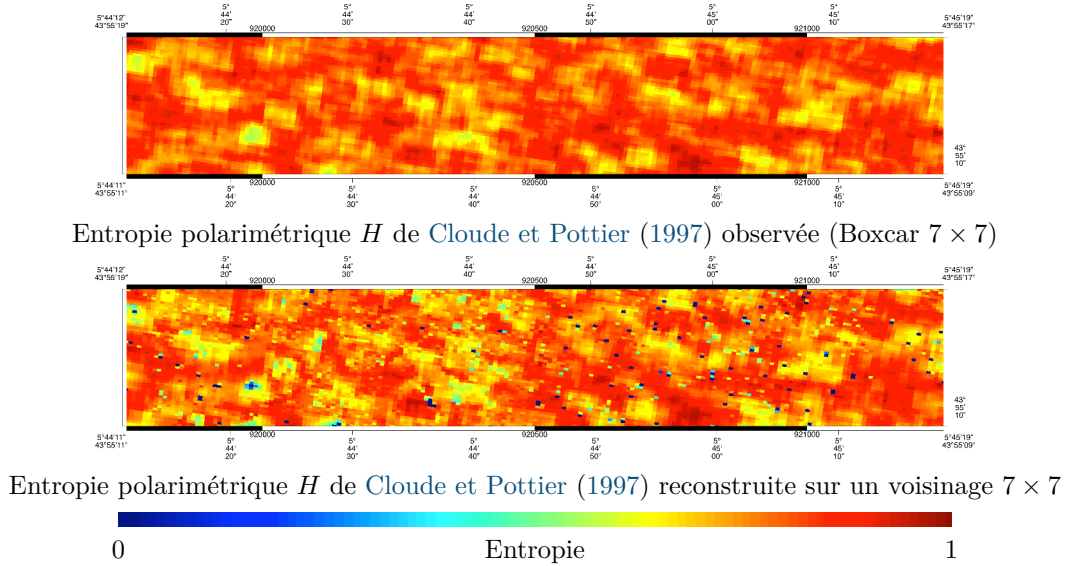 5°44'12" 5° 5° 5° 5° 5° 5° 5°45'19"
43°55'19" 44' 44' 44' 44' 45' 45' 43°55'17"
20" 30" 40" 50" 00" 10"
920000 920500 921000
43°
55'
10"
5°44'11" 920000 920500 921000 5°45'19"
43°55'11" 5° 5° 5° 5° 5° 5° 43°55'09"
44' 44' 44' 44' 45' 45'
20" 30" 40" 50" 00" 10"
Entropie polarimétrique H de Cloude et Pottier (1997) observée (Boxcar 7 × 7)
5°44'12" 5° 5° 5° 5° 5° 5° 5°45'19"
43°55'19" 44' 44' 44' 44' 45' 45' 43°55'17"
20" 30" 40" 50" 00" 10"
920000 920500 921000
43°
55'
10"
5°44'11" 920000 920500 921000 5°45'19"
43°55'11" 5° 5° 5° 5° 5° 5° 43°55'09"
44' 44' 44' 44' 45' 45'
20" 30" 40" 50" 00" 10"
Entropie polarimétrique H de Cloude et Pottier (1997) reconstruite sur un voisinage 7 × 7
0 Entropie 1